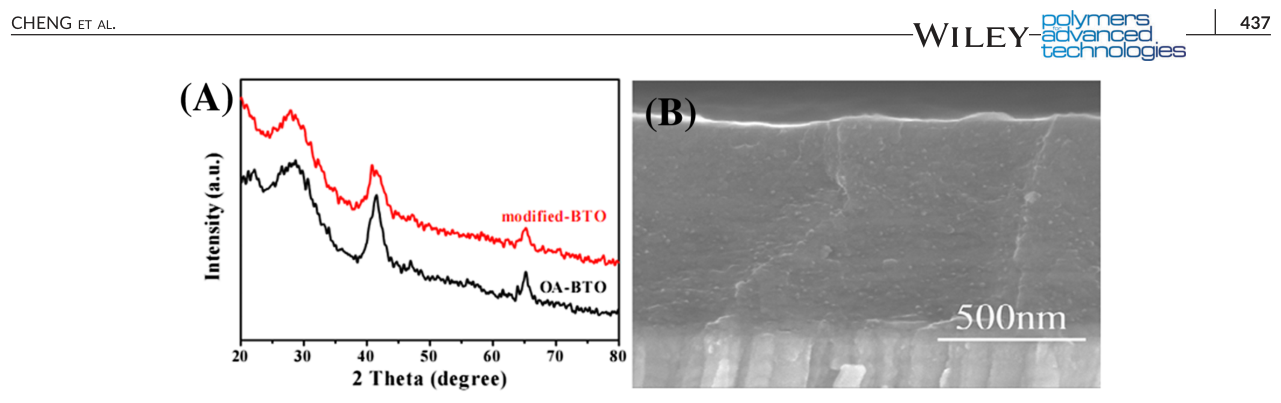 CHENG ET AL.
WILEY
polymers
for
advanced
technologies
437
(A)
Intensity (a.u.)
modified-BTO
OA-BTO
20 30 40 50 60 70 80
2 Theta (degree)
(B)
500nm